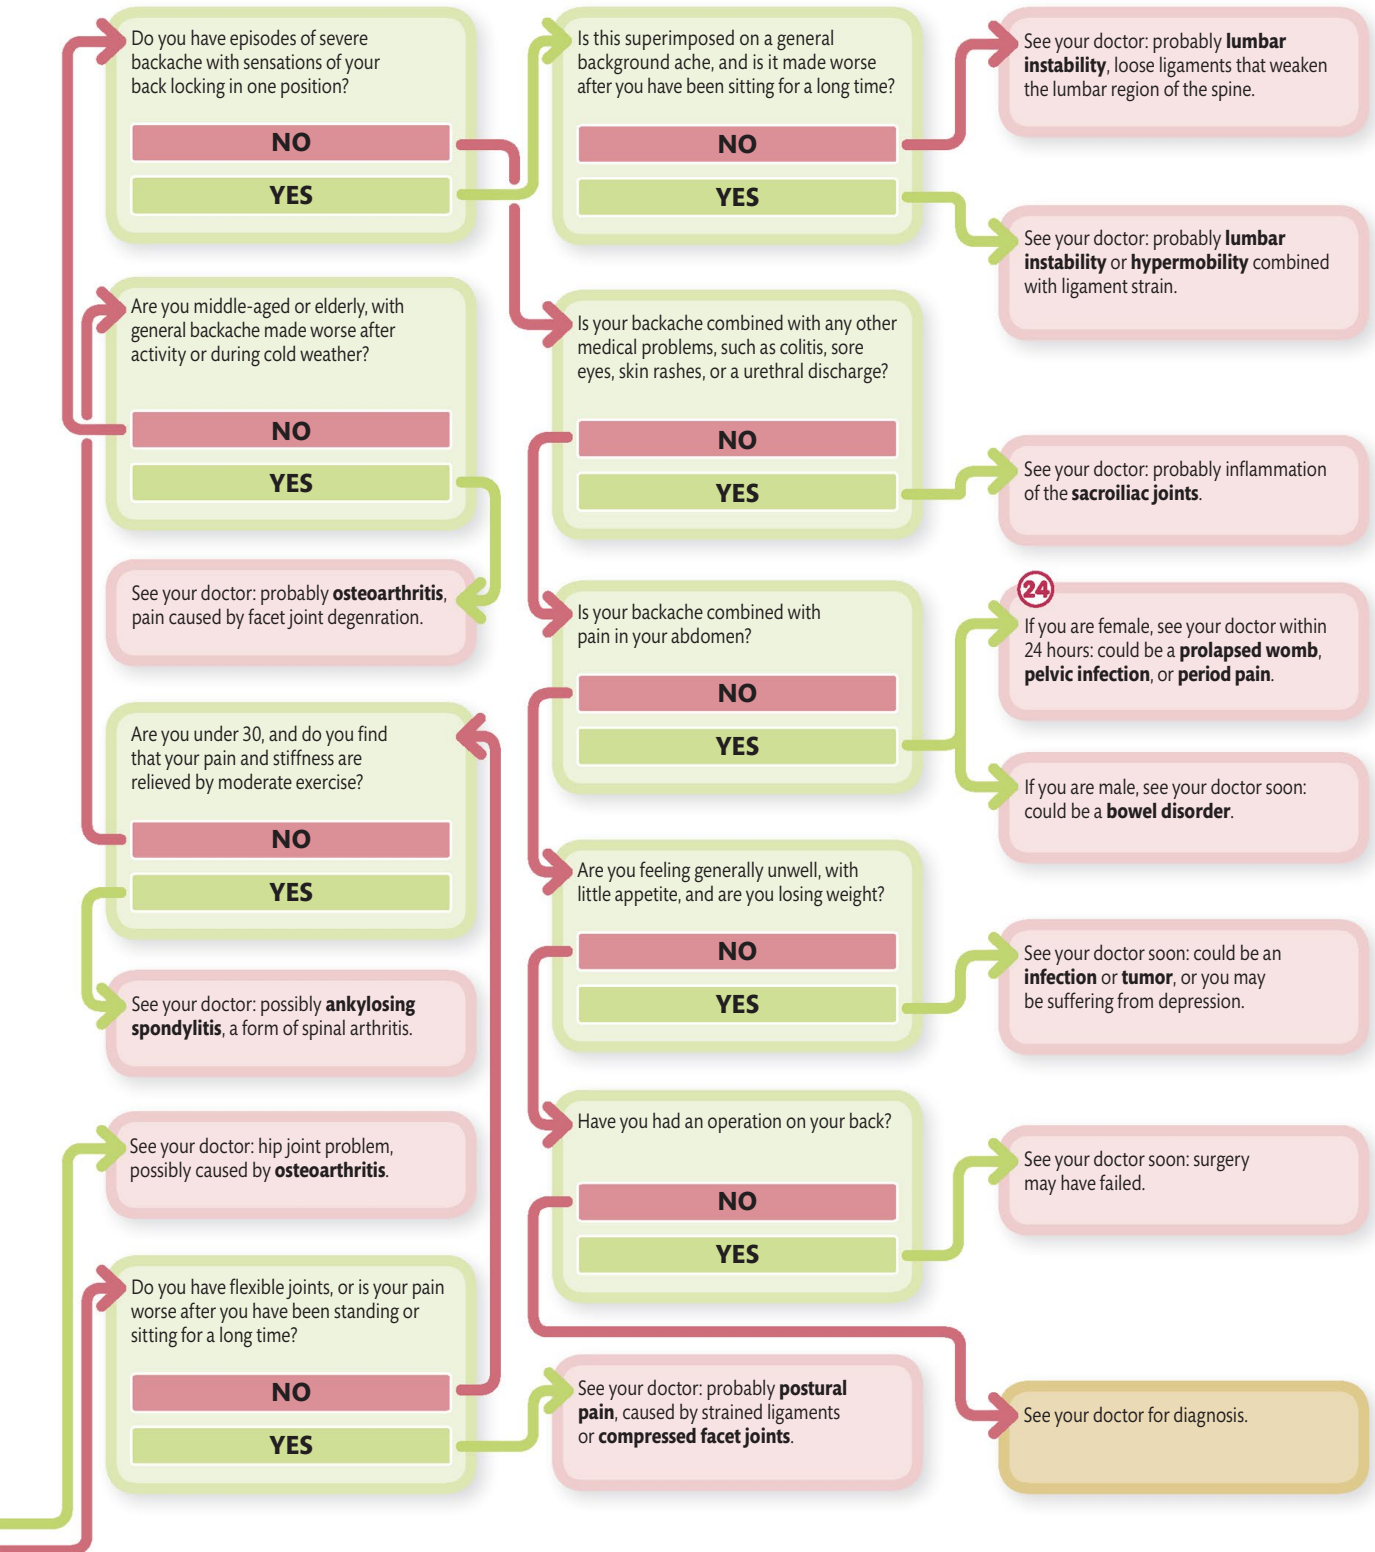 Do you have episodes of severe
backache with sensations of your
back locking in one position?
NO
YES
Are you middle-aged or elderly, with
general backache made worse after
activity or during cold weather?
NO
YES
See your doctor: probably osteoarthritis,
pain caused by facet joint degenration.
Are you under 30, and do you find
that your pain and stiffness are
relieved by moderate exercise?
NO
YES
See your doctor: possibly ankylosing
spondylitis, a form of spinal arthritis.
See your doctor: hip joint problem,
possibly caused by osteoarthritis.
Do you have flexible joints, or is your pain
worse after you have been standing or
sitting for a long time?
NO
YES
Is this superimposed on a general
background ache, and is it made worse
after you have been sitting for a long time?
NO
YES
Is your backache combined with any other
medical problems, such as colitis, sore
eyes, skin rashes, or a urethral discharge?
NO
YES
Is your backache combined with
pain in your abdomen?
NO
YES
Are you feeling generally unwell, with
little appetite, and are you losing weight?
NO
YES
Have you had an operation on your back?
NO
YES
See your doctor: probably postural
pain, caused by strained ligaments
or compressed facet joints.
See your doctor: probably lumbar
instability, loose ligaments that weaken
the lumbar region of the spine.
See your doctor: probably lumbar
instability or hypermobility combined
with ligament strain.
See your doctor: probably inflammation
of the sacroiliac joints.
24
If you are female, see your doctor within
24 hours: could be a prolapsed womb,
pelvic infection, or period pain.
If you are male, see your doctor soon:
could be a bowel disorder.
See your doctor soon: could be an
infection or tumor, or you may
be suffering from depression.
See your doctor soon: surgery
may have failed.
See your doctor for diagnosis.